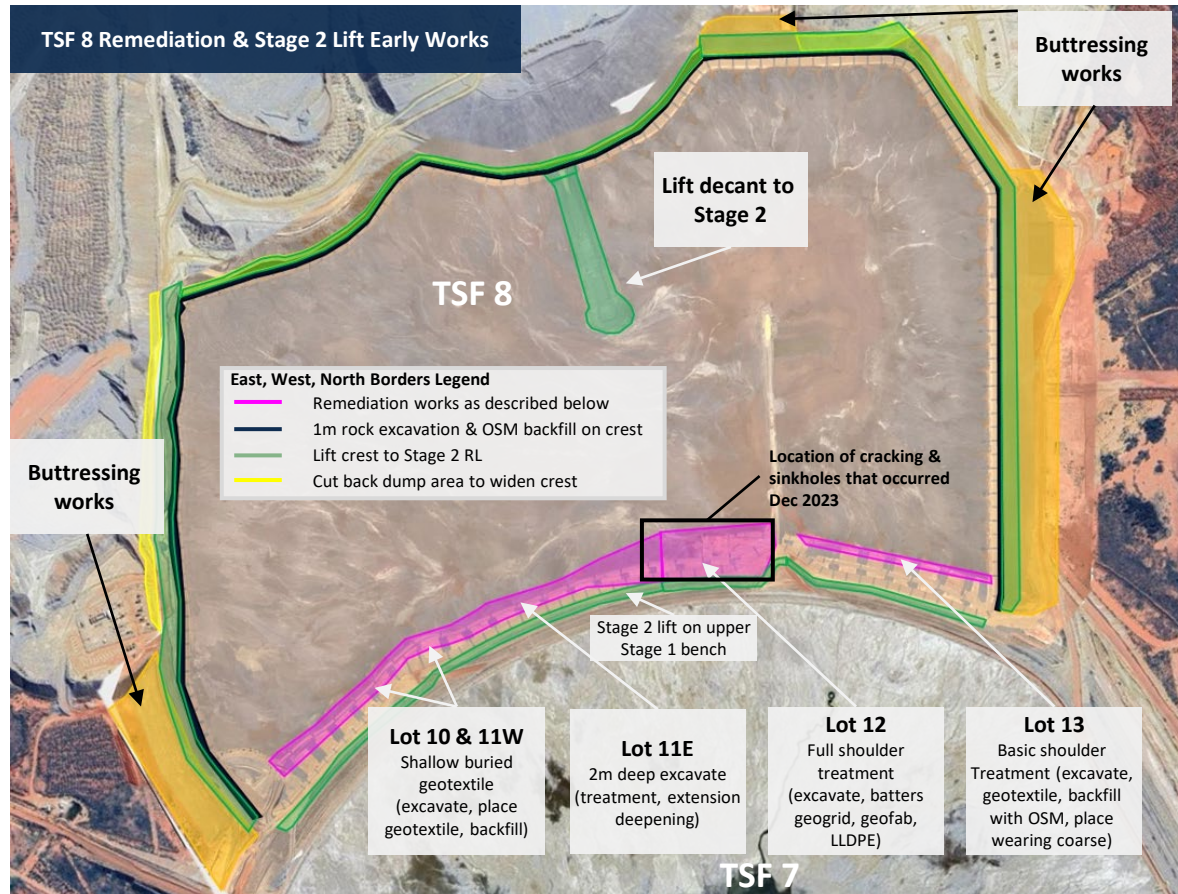 TSF 8 Remediation & Stage 2 Lift Early Works
Buttressing
works
Lift decant to
Stage 2
TSF 8
East, West, North Borders Legend
Remediation works as described below
1m rock excavation & OSM backfill on crest
Lift crest to Stage 2 RL
Cut back dump area to widen crest
Buttressing
works
Location of cracking &
sinkholes that occurred
Dec 2023
Stage 2 lift on upper
Stage 1 bench
Lot 10 & 11W
Shallow buried
geotextile
(excavate, place
geotextile, backfill)
Lot 11E
2m deep excavate
(treatment, extension
deepening)
Lot 12
Full shoulder
treatment
(excavate, batters
geogrid, geofab,
LLDPE)
Lot 13
Basic shoulder
Treatment (excavate,
geotextile, backfill
with OSM, place
wearing coarse)
TSF 7